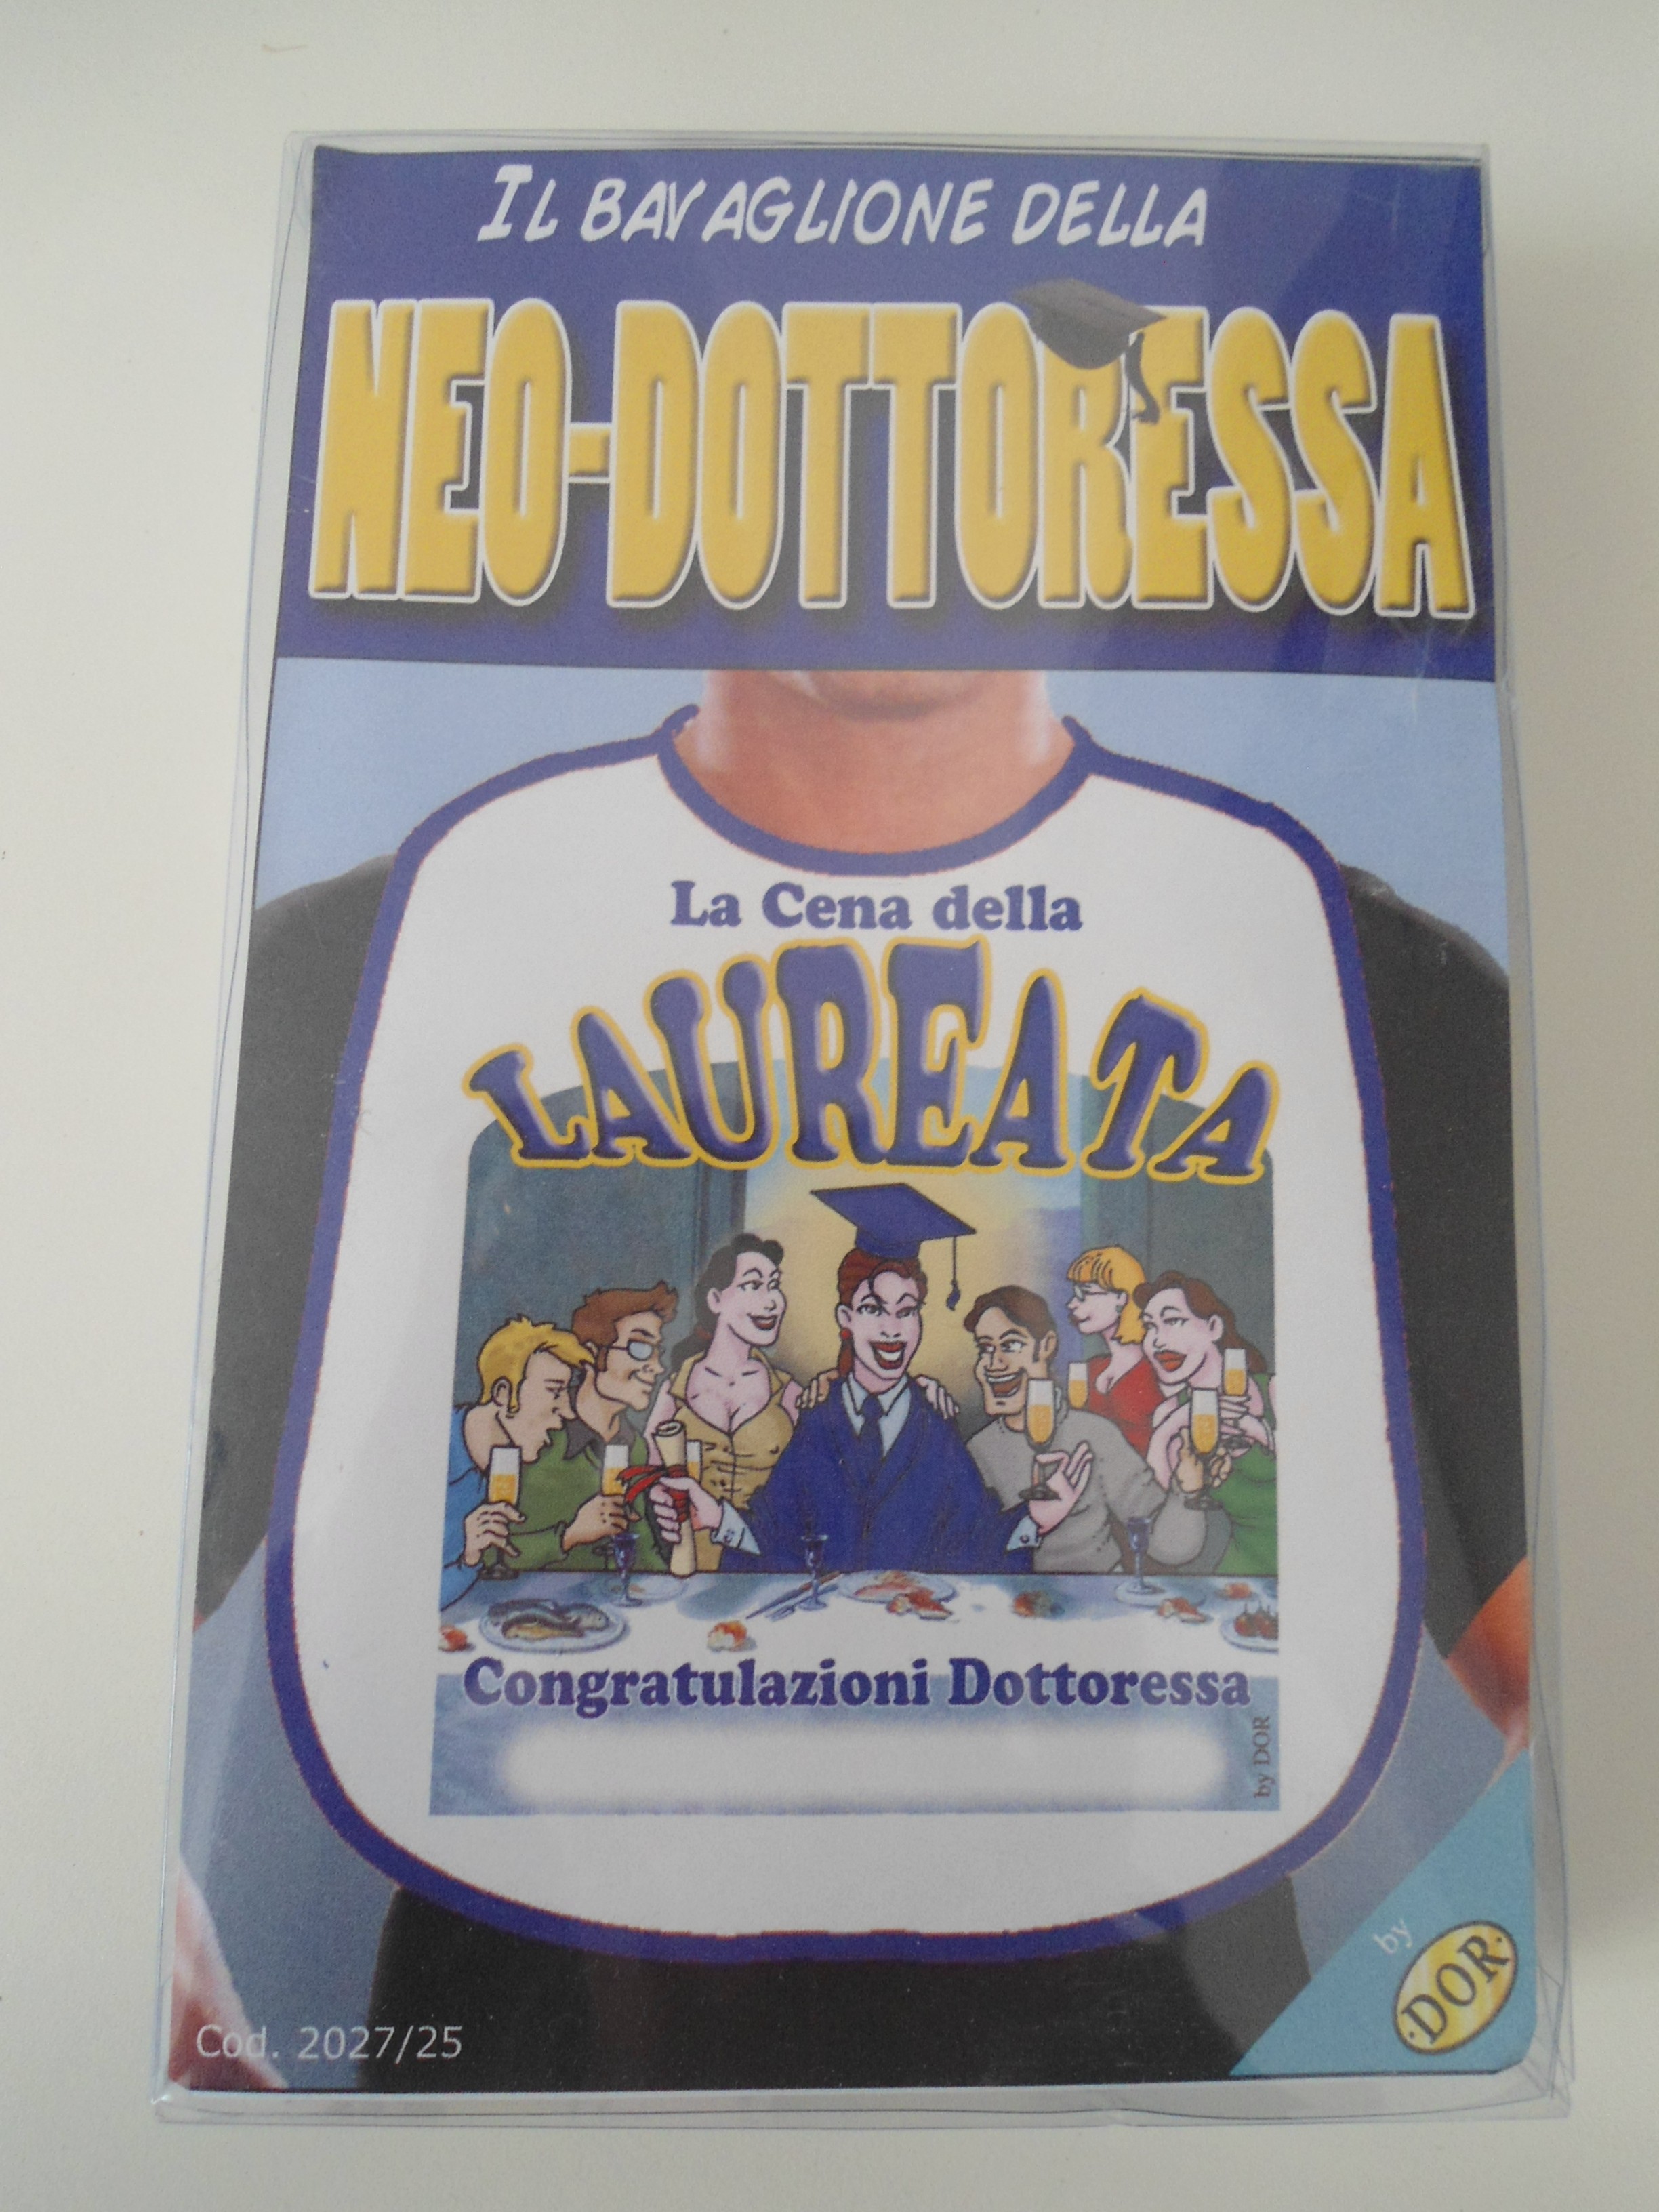 IL BAVAGLIONE DELLA
NEO-DOTTORESSA
La Cena della
LAUREATA
Congratulazioni Dottoressa
by DOR
by
DOR
Cod. 2027/25